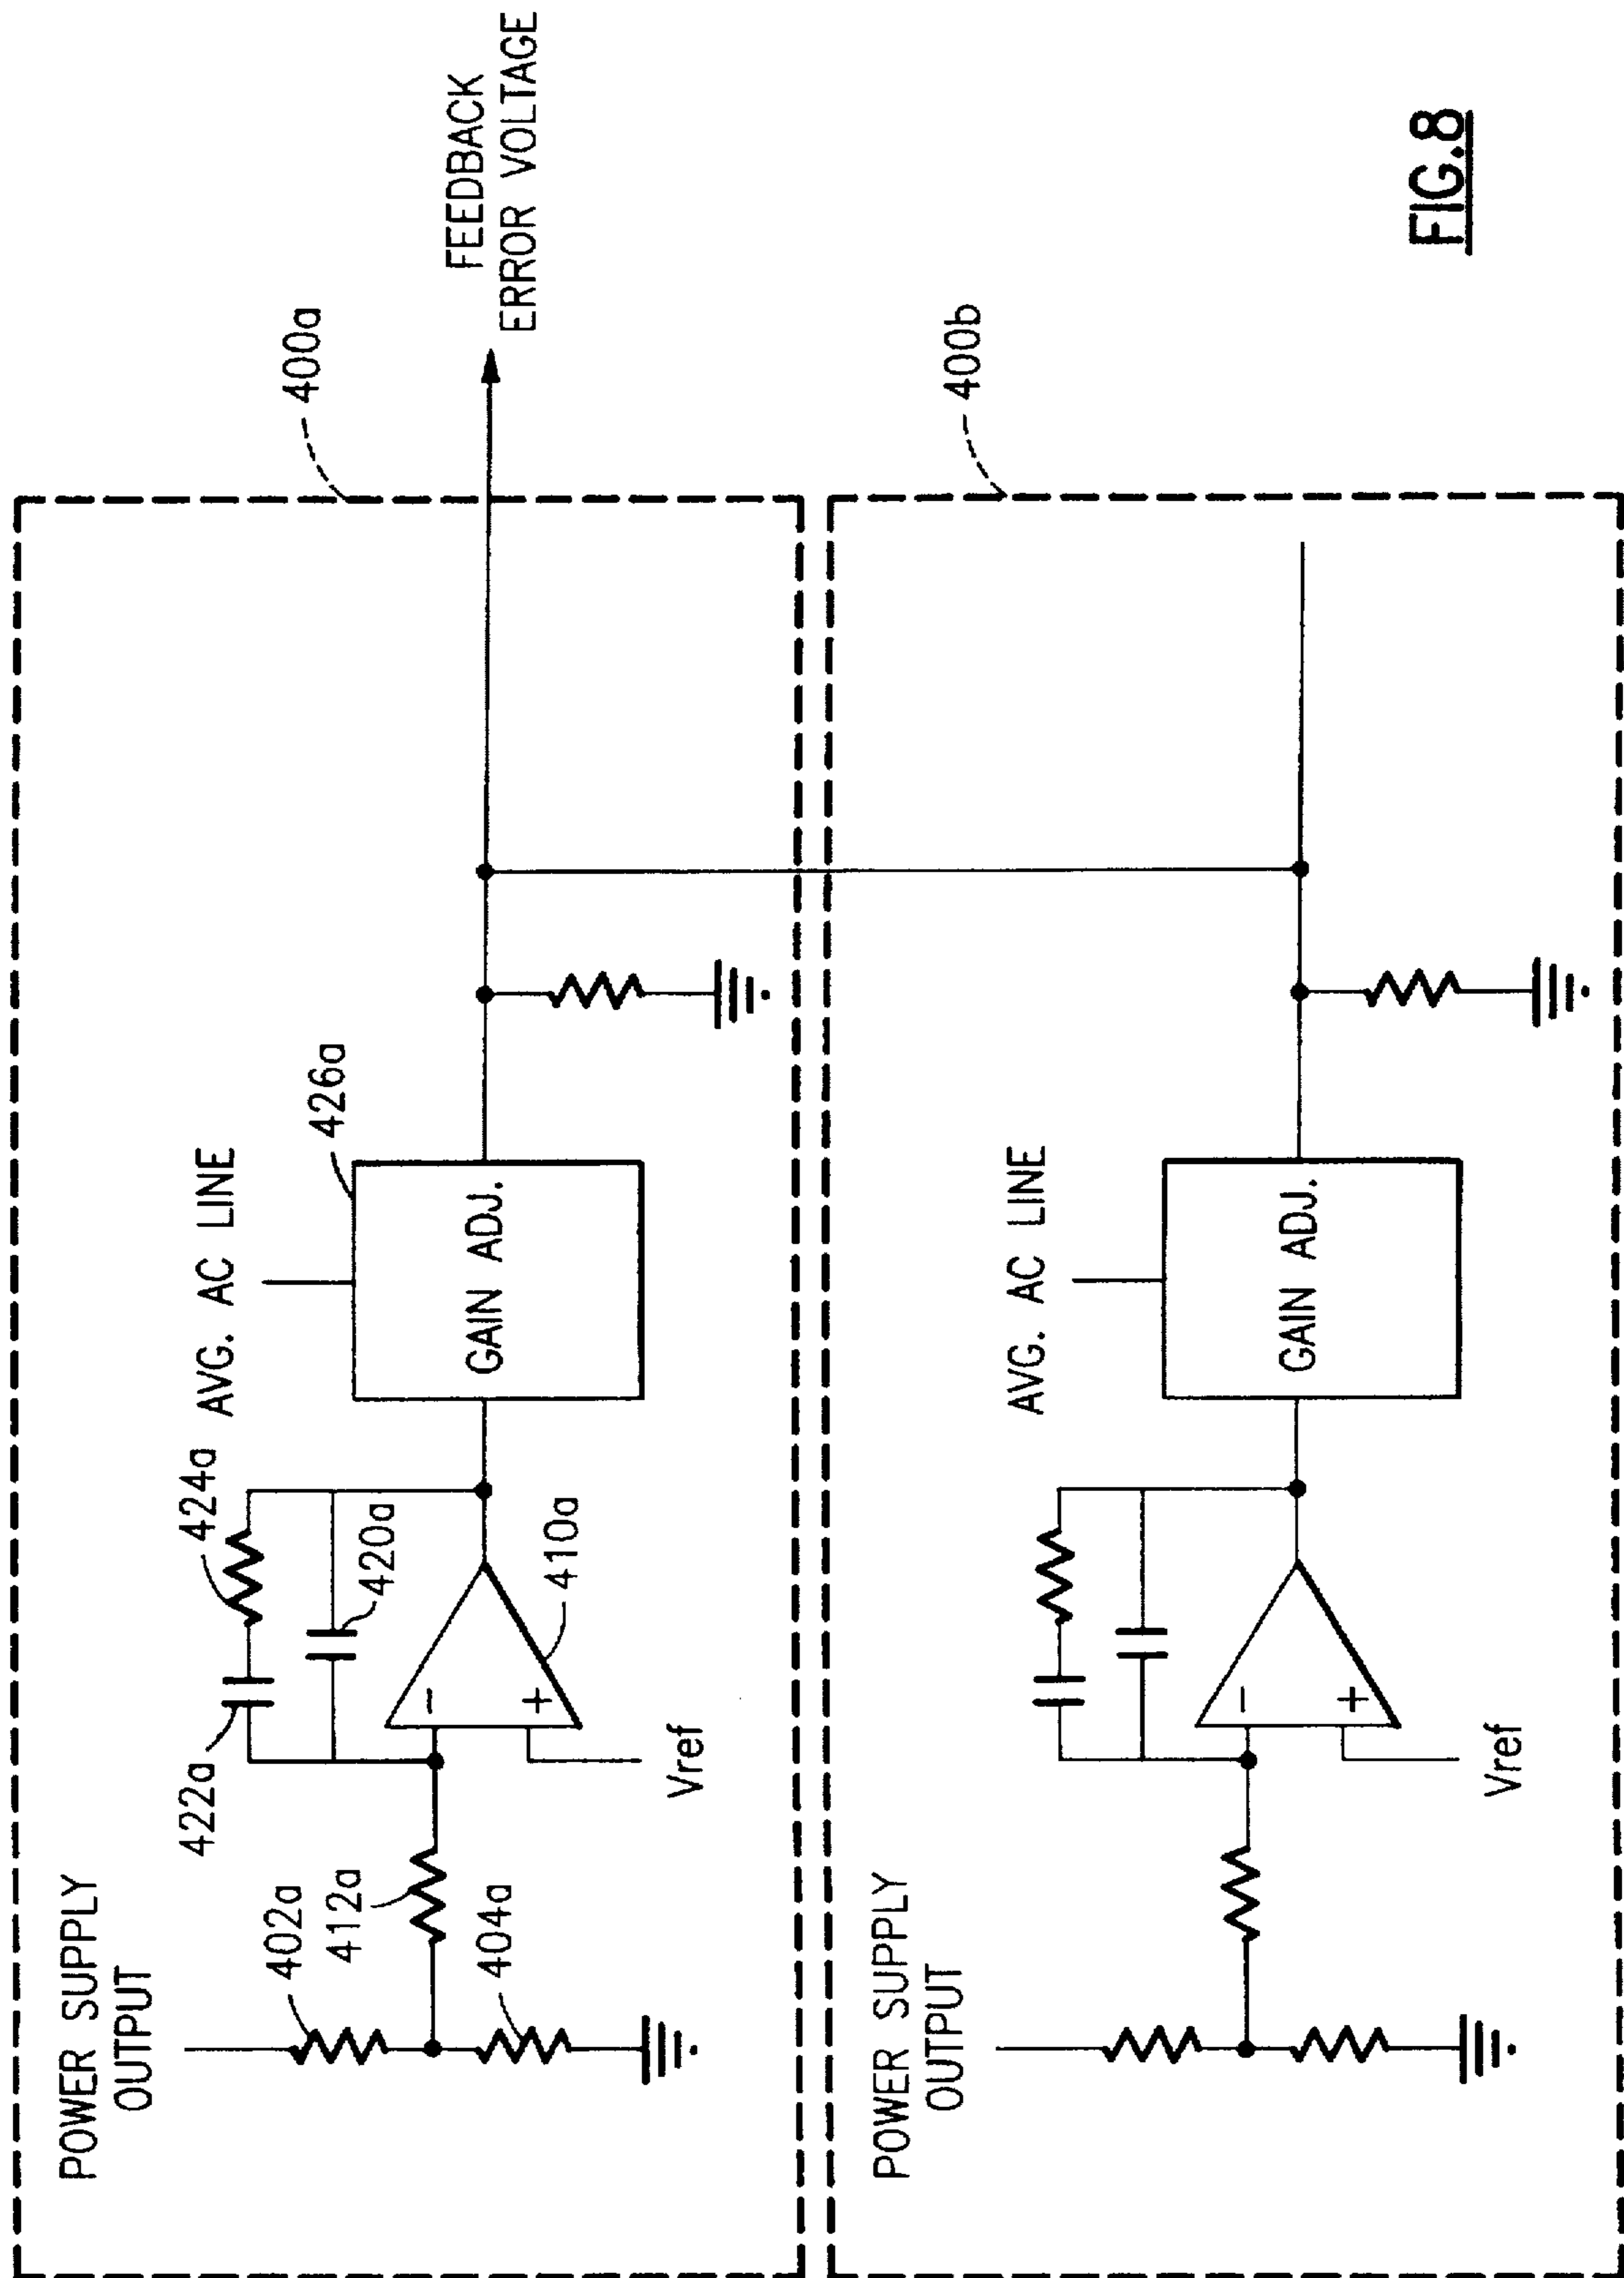 POWER SUPPLY
OUTPUT
402a
412a
404a
422a
424a
420a
410a
-
+
Vref
AVG. AC LINE
426a
GAIN ADJ.
400a
FEEDBACK
ERROR VOLTAGE
POWER SUPPLY
OUTPUT
-
+
Vref
AVG. AC LINE
GAIN ADJ.
400b
FIG.8